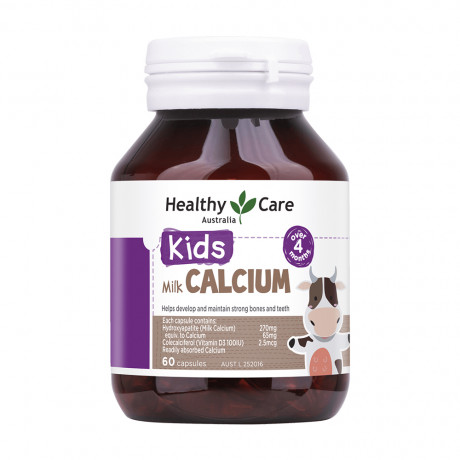 Healthy Care
Australia
Kids
over
4
months
Milk CALCIUM
Helps develop and maintain strong bones and teeth
Each capsule contains:
Hydroxyapatite (Milk Calcium) 270mg
equiv. to Calcium 65mg
Colecalciferol (Vitamin D3 100IU) 2.5mcg
Readily absorbed Calcium
60 capsules AUST L 252016